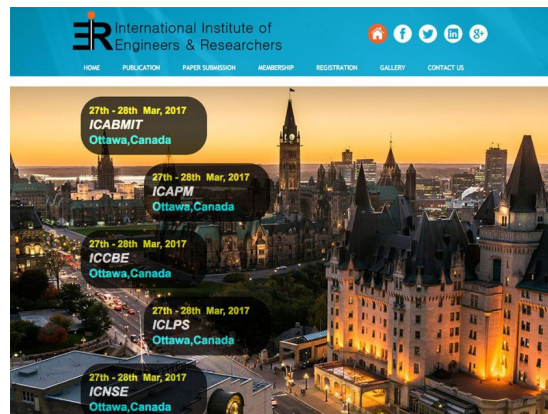 International Institute of
Engineers & Researchers
HOME PUBLICATION PAPER SUBMISSION MEMBERSHIP REGISTRATION GALLERY CONTACT US
27th - 28th Mar, 2017
ICABMIT
Ottawa,Canada
27th - 28th Mar, 2017
ICAPM
Ottawa,Canada
27th - 28th Mar, 2017
ICCBE
Ottawa,Canada
27th - 28th Mar, 2017
ICLPS
Ottawa,Canada
27th - 28th Mar, 2017
ICNSE
Ottawa,Canada